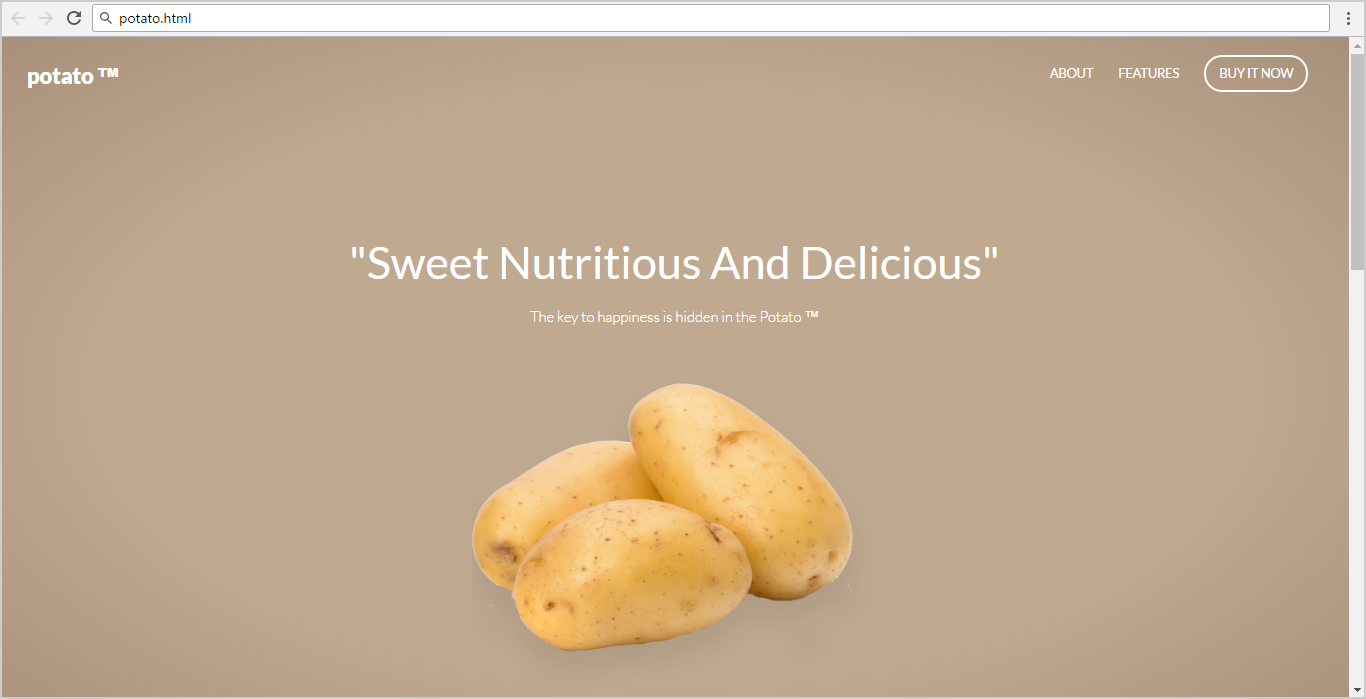 potato.html
potato ™
ABOUT
FEATURES
BUY IT NOW
"Sweet Nutritious And Delicious"
The key to happiness is hidden in the Potato ™